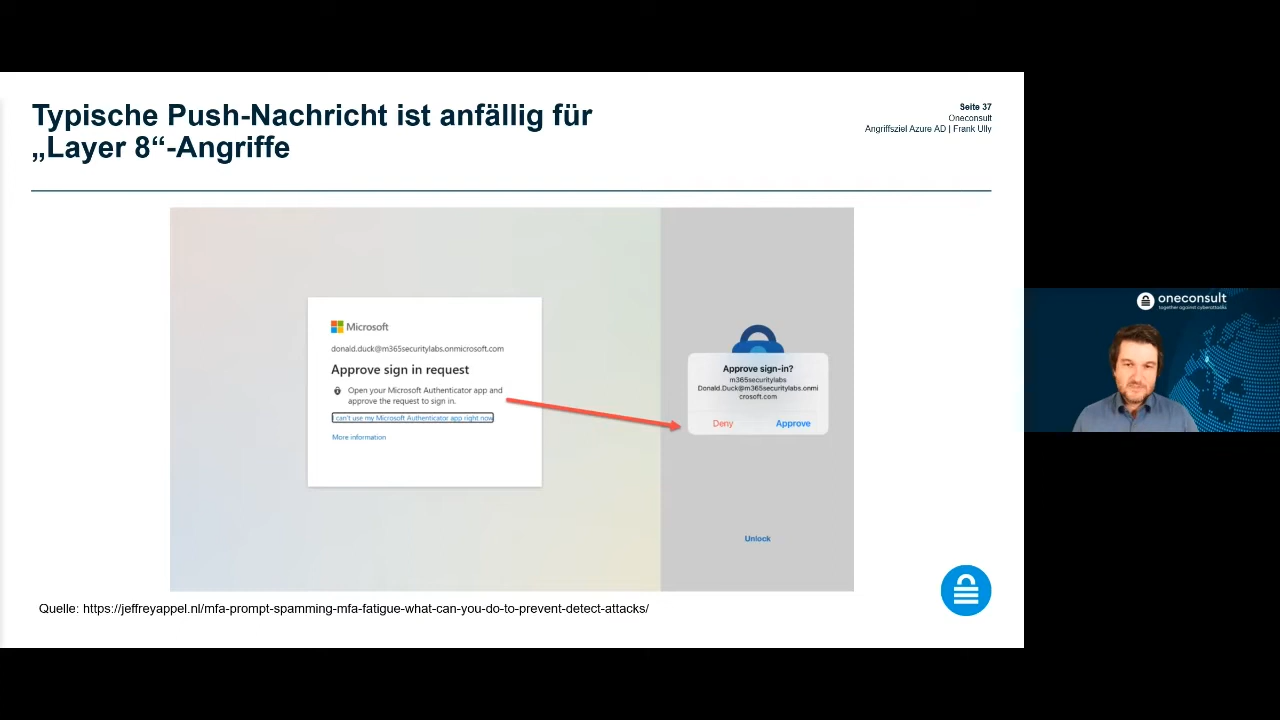 Typische Push-Nachricht ist anfällig für
„Layer 8“-Angriffe
Seite 37
Oneconsult
Angriffsziel Azure AD | Frank Ully
Microsoft
donald.duck@m365securitylabs.onmicrosoft.com
Approve sign in request
Open your Microsoft Authenticator app and
approve the request to sign in.
I can't use my Microsoft Authenticator app right now
More information
Approve sign-in?
m365securitylabs
Donald.Duck@m365securitylabs.onmi
crosoft.com
Deny
Approve
Unlock
Quelle: https://jeffreyappel.nl/mfa-prompt-spamming-mfa-fatigue-what-can-you-do-to-prevent-detect-attacks/
oneconsult
together against cyberattacks